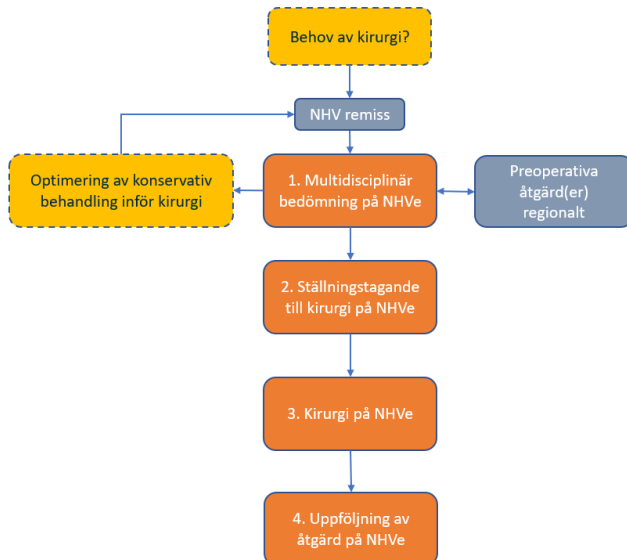 Behov av kirurgi?
NHV remiss
Optimering av konservativ
behandling inför kirurgi
1. Multidisciplinär
bedömning på NHVe
Preoperativa
åtgärd(er)
regionalt
2. Ställningstagande
till kirurgi på NHVe
3. Kirurgi på NHVe
4. Uppföljning av
åtgärd på NHVe